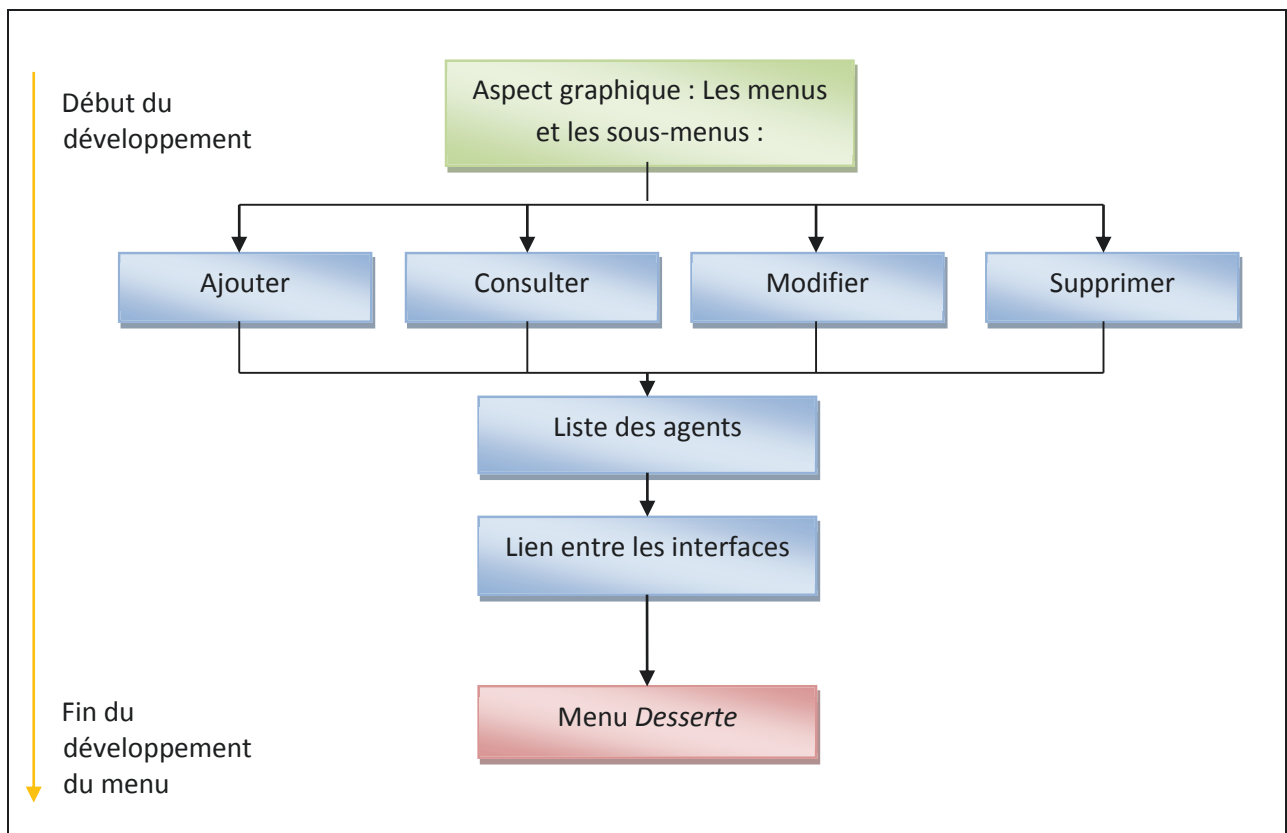 Début du
développement
Aspect graphique : Les menus
et les sous-menus :
Ajouter
Consulter
Modifier
Supprimer
Liste des agents
Lien entre les interfaces
Menu Desserte
Fin du
développement
du menu